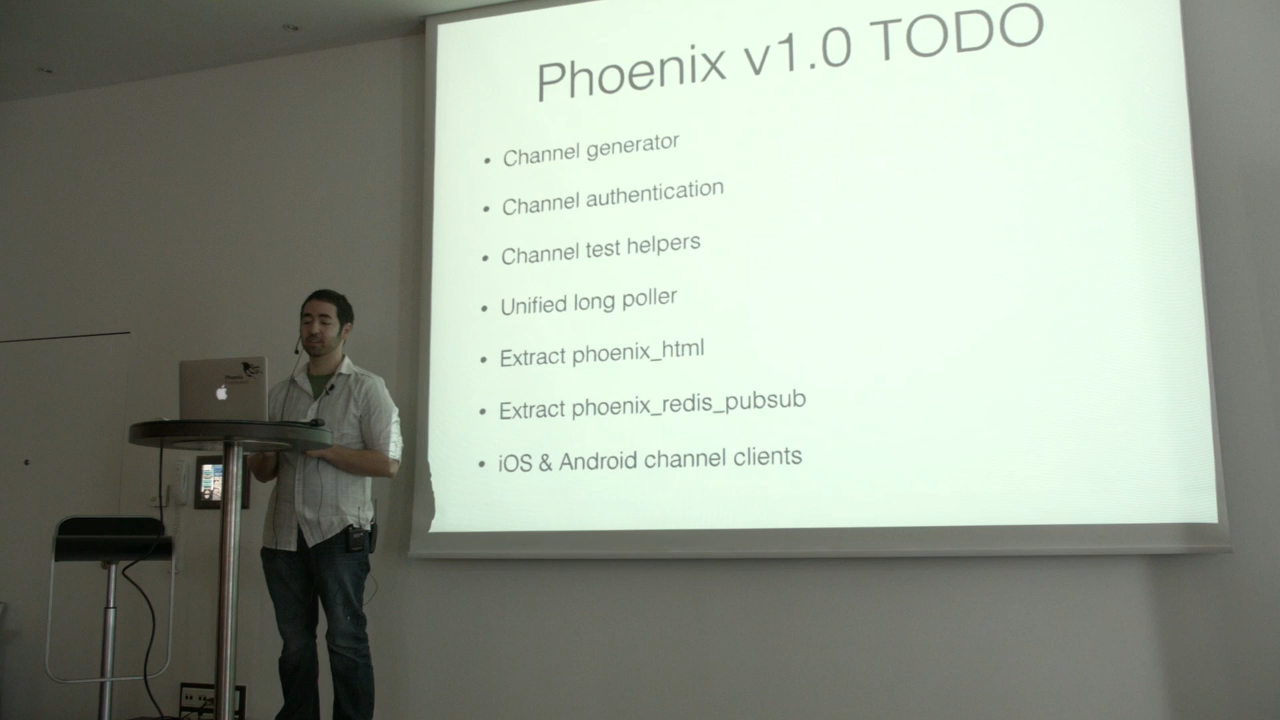 Phoenix v1.0 TODO
• Channel generator
• Channel authentication
• Channel test helpers
• Unified long poller
• Extract phoenix_html
• Extract phoenix_redis_pubsub
• iOS & Android channel clients
Phoenix